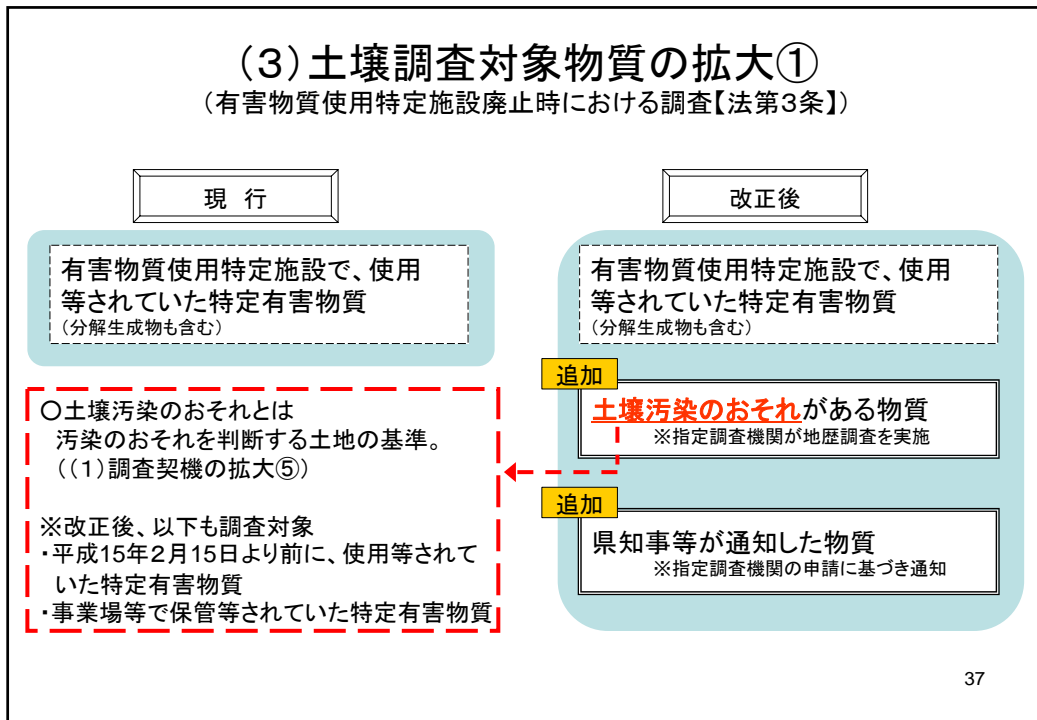 (3)土壌調査対象物質の拡大①
(有害物質使用特定施設廃止時における調査【法第3条】)
現 行
有害物質使用特定施設で、使用
等されていた特定有害物質
(分解生成物も含む)
○土壌汚染のおそれとは
汚染のおそれを判断する土地の基準。
((1)調査契機の拡大⑤)
※改正後、以下も調査対象
・平成15年2月15日より前に、使用等されて
いた特定有害物質
・事業場等で保管等されていた特定有害物質
改正後
有害物質使用特定施設で、使用
等されていた特定有害物質
(分解生成物も含む)
追加
土壌汚染のおそれがある物質
※指定調査機関が地歴調査を実施
追加
県知事等が通知した物質
※指定調査機関の申請に基づき通知
37